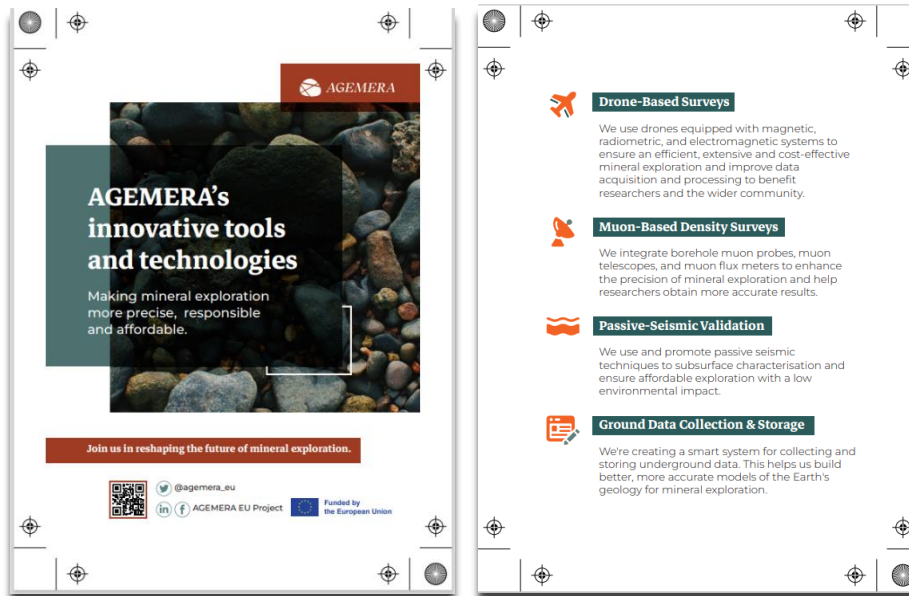 AGEMERA
AGEMERA's
innovative tools
and technologies
Making mineral exploration
more precise, responsible
and affordable.
Join us in reshaping the future of mineral exploration.
@agemera_eu
in f AGEMERA EU Project
Funded by
the European Union
Drone-Based Surveys
We use drones equipped with magnetic,
radiometric, and electromagnetic systems to
ensure an efficient, extensive and cost-effective
mineral exploration and improve data
acquisition and processing to benefit
researchers and the wider community.
Muon-Based Density Surveys
We integrate borehole muon probes, muon
telescopes, and muon flux meters to enhance
the precision of mineral exploration and help
researchers obtain more accurate results.
Passive-Seismic Validation
We use and promote passive seismic
techniques to subsurface characterisation and
ensure affordable exploration with a low
environmental impact.
Ground Data Collection & Storage
We're creating a smart system for collecting and
storing underground data. This helps us build
better, more accurate models of the Earth's
geology for mineral exploration.